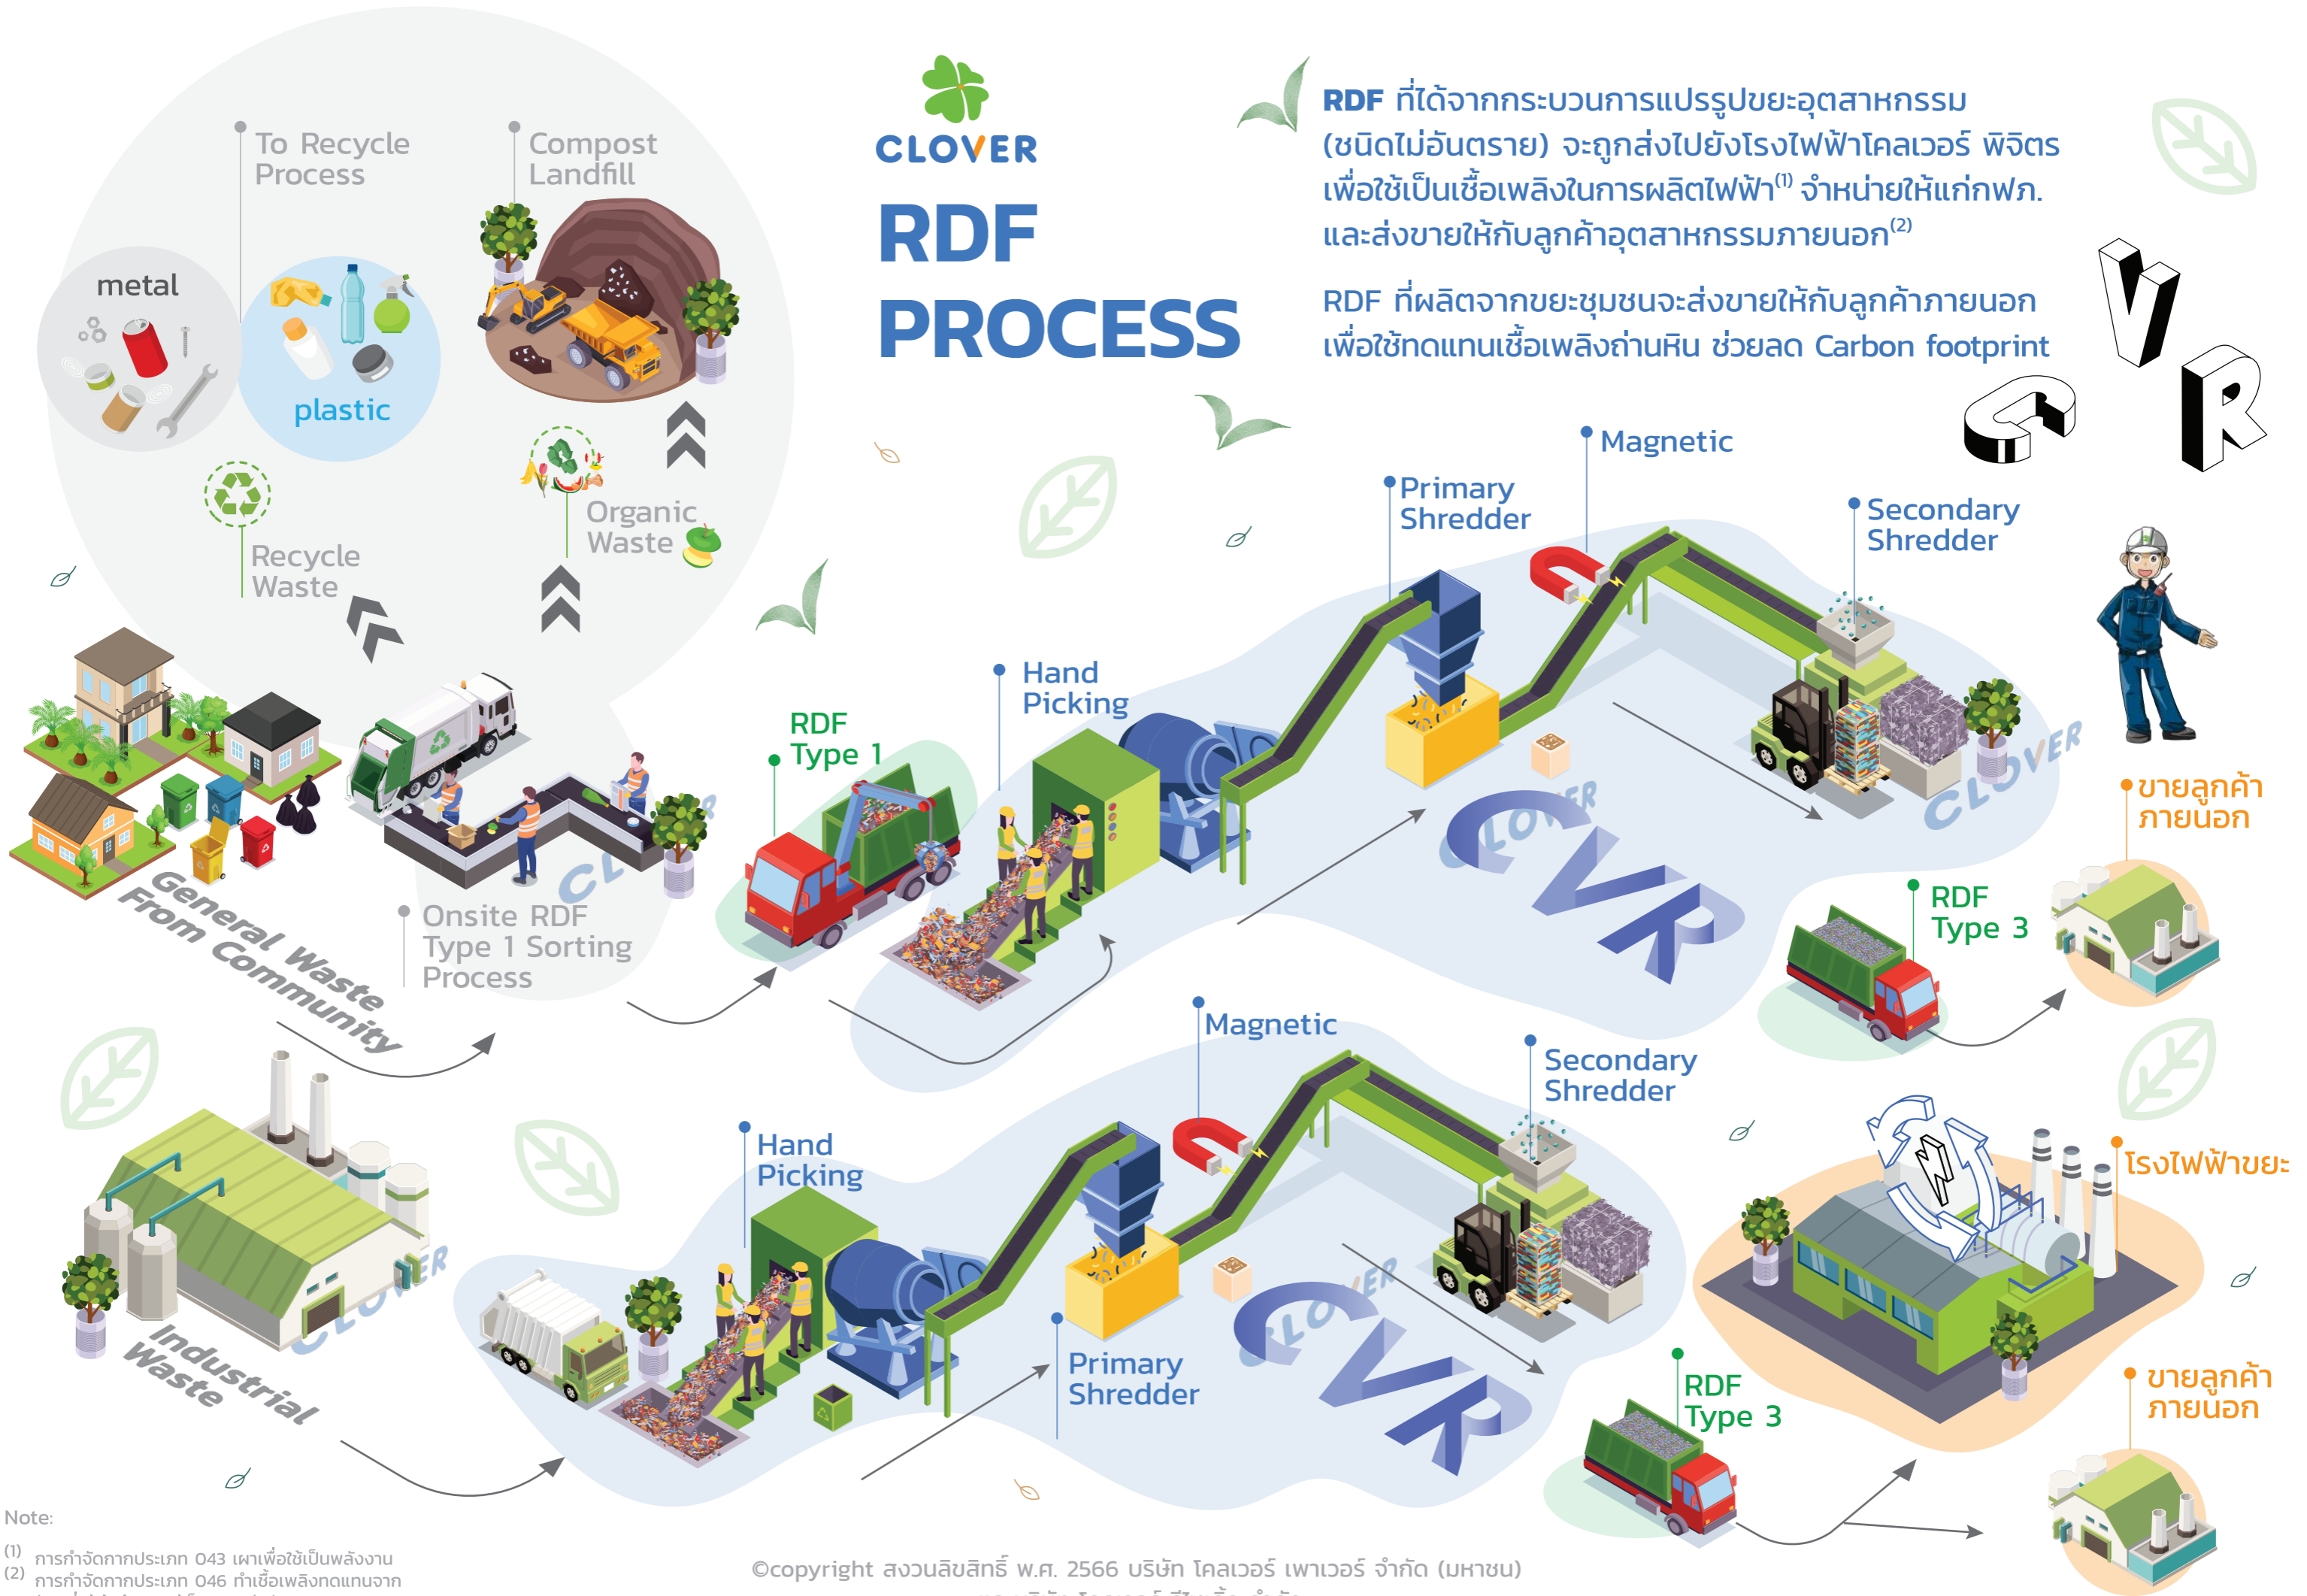 CLOVER
RDF
PROCESS
RDF ที่ได้จากกระบวนการแปรรูปขยะอุตสาหกรรม
(ชนิดไม่อันตราย) จะถูกส่งไปยังโรงไฟฟ้าโคลเวอร์ พิจิตร
เพื่อใช้เป็นเชื้อเพลิงในการผลิตไฟฟ้า(1) จำหน่ายให้แก่กฟภ.
และส่งขายให้กับลูกค้าอุตสาหกรรมภายนอก(2)
RDF ที่ผลิตจากขยะชุมชนจะส่งขายให้กับลูกค้าภายนอก
เพื่อใช้ทดแทนเชื้อเพลิงถ่านหิน ช่วยลด Carbon footprint
C V R
To Recycle
Process
Compost
Landfill
metal
plastic
Recycle
Waste
Organic
Waste
General Waste
From Community
Onsite RDF
Type 1 Sorting
Process
CL R
RDF
Type 1
Hand
Picking
Primary
Shredder
Magnetic
Secondary
Shredder
CLOVER
CVR
CLOVER
RDF
Type 3
ขายลูกค้า
ภายนอก
Industrial
Waste
CLOVER
Hand
Picking
Primary
Shredder
Magnetic
Secondary
Shredder
CLOVER
CVR
RDF
Type 3
โรงไฟฟ้าขยะ
ขายลูกค้า
ภายนอก
Note:
(1) การกำจัดกากประเภท 043 เผาเพื่อใช้เป็นพลังงาน
(2) การกำจัดกากประเภท 046 ทำเชื้อเพลิงทดแทนจาก
©copyright สงวนลิขสิทธิ์ พ.ศ. 2566 บริษัท โคลเวอร์ เพาเวอร์ จำกัด (มหาชน)